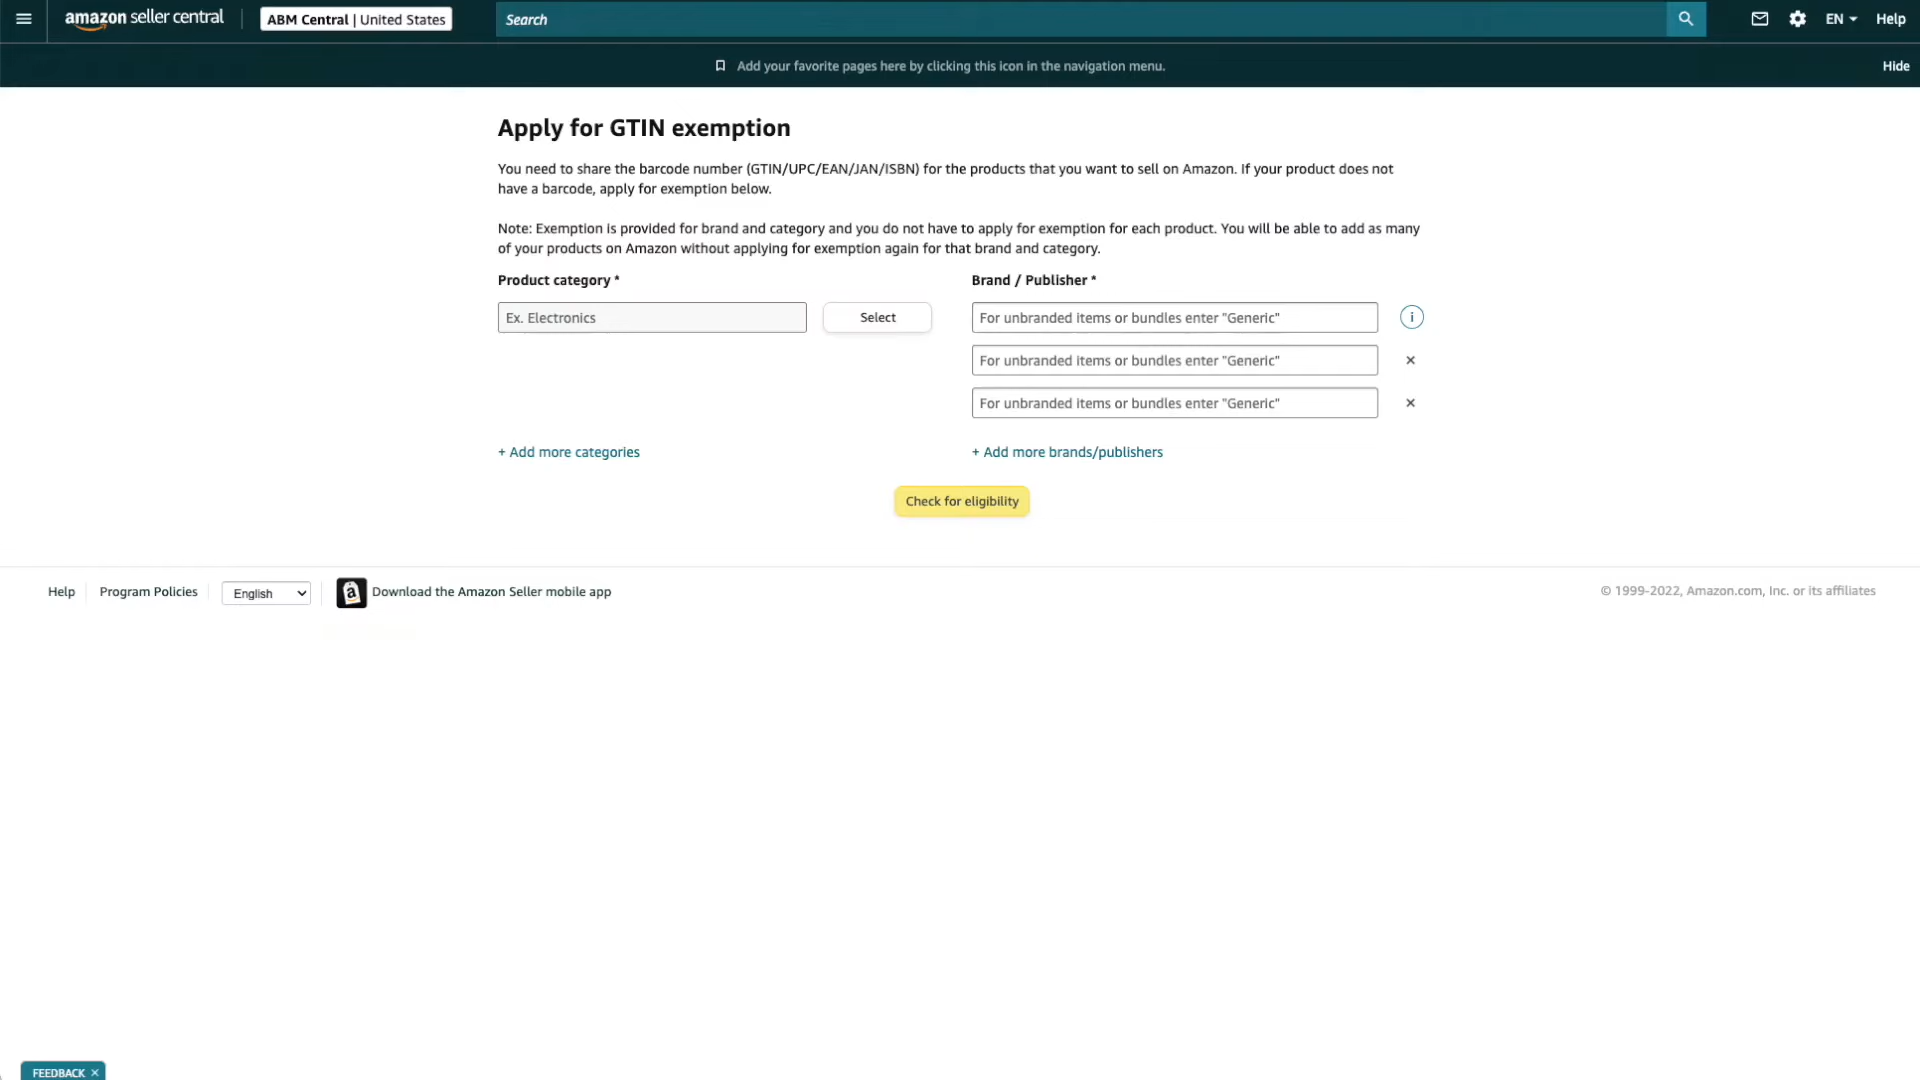 amazon seller central
ABM Central | United States
Search
EN
Help
Add your favorite pages here by clicking this icon in the navigation menu.
Hide
Apply for GTIN exemption
You need to share the barcode number (GTIN/UPC/EAN/JAN/ISBN) for the products that you want to sell on Amazon. If your product does not
have a barcode, apply for exemption below.
Note: Exemption is provided for brand and category and you do not have to apply for exemption for each product. You will be able to add as many
of your products on Amazon without applying for exemption again for that brand and category.
Product category *
Brand / Publisher *
Ex. Electronics
Select
For unbranded items or bundles enter "Generic"
For unbranded items or bundles enter "Generic"
For unbranded items or bundles enter "Generic"
+ Add more categories
+ Add more brands/publishers
Check for eligibility
Help
Program Policies
English
Download the Amazon Seller mobile app
© 1999-2022, Amazon.com, Inc. or its affiliates
FEEDBACK ×